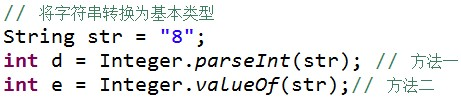 // 将字符串转换为基本类型
String str = "8";
int d = Integer.parseInt(str); // 方法一
int e = Integer.valueOf(str);// 方法二